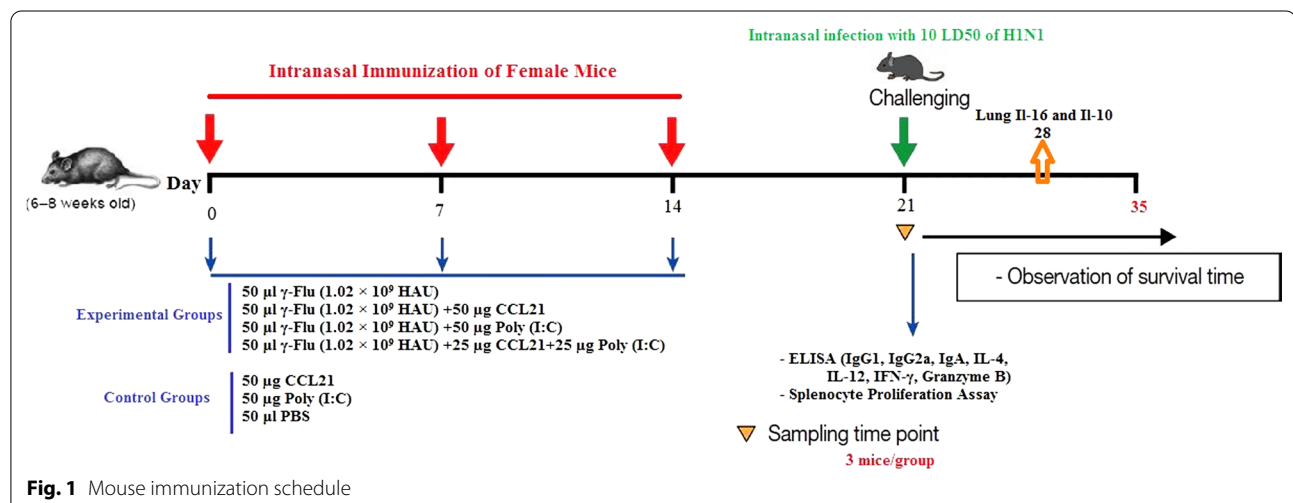 Intranasal infection with 10 LD50 of H1N1
Intranasal Immunization of Female Mice
Challenging
Lung Il-16 and Il-10
28
Day
(6–8 weeks old)
0
7
14
21
35
- Observation of survival time
Experimental Groups
50 µl γ-Flu (1.02 × 10⁹ HAU)
50 µl γ-Flu (1.02 × 10⁹ HAU) +50 µg CCL21
50 µl γ-Flu (1.02 × 10⁹ HAU) +50 µg Poly (I:C)
50 µl γ-Flu (1.02 × 10⁹ HAU) +25 µg CCL21+25 µg Poly (I:C)
Control Groups
50 µg CCL21
50 µg Poly (I:C)
50 µl PBS
- ELISA (IgG1, IgG2a, IgA, IL-4,
IL-12, IFN-γ, Granzyme B)
- Splenocyte Proliferation Assay
Sampling time point
3 mice/group
Fig. 1 Mouse immunization schedule